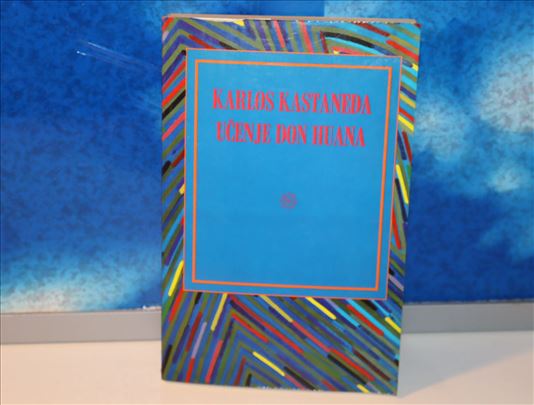 KARLOS KASTANEDA
UČENJE DON HUANA